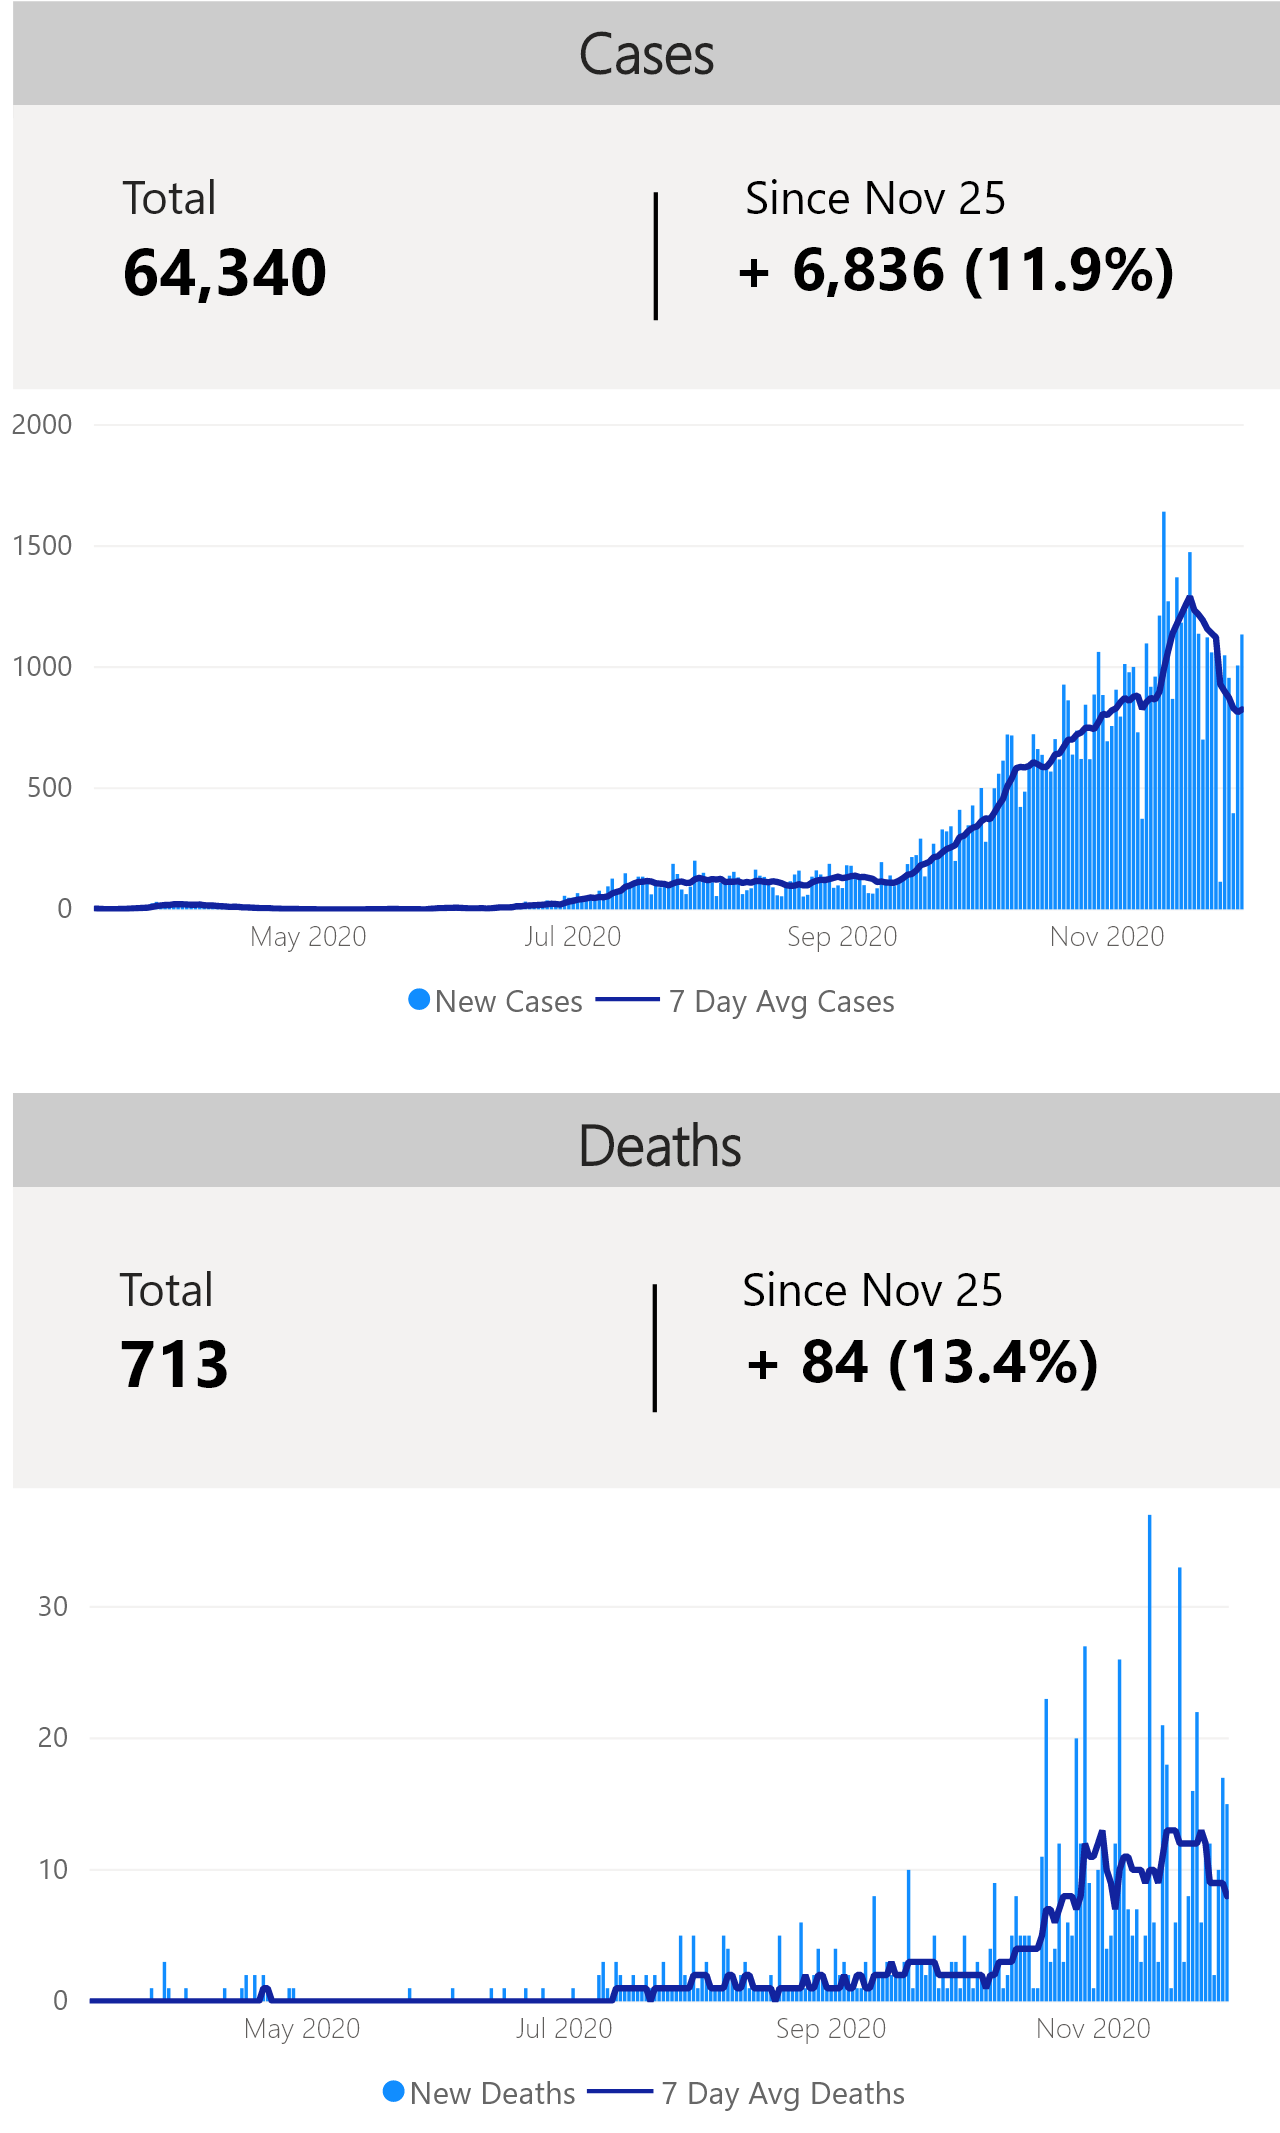 Cases
Total
Since Nov 25
64,340
+ 6,836 (11.9%)
2000
1500
1000
500
0
May 2020
Jul 2020
Sep 2020
Nov 2020
New Cases
7 Day Avg Cases
Deaths
Total
Since Nov 25
713
+ 84 (13.4%)
30
20
10
0
May 2020
Jul 2020
Sep 2020
Nov 2020
New Deaths
7 Day Avg Deaths